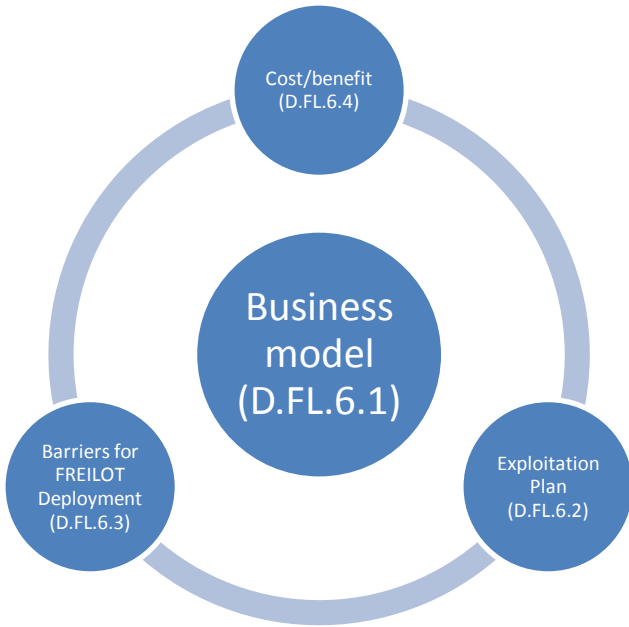 Cost/benefit
(D.FL.6.4)
Business
model
(D.FL.6.1)
Barriers for
FREILOT
Deployment
(D.FL.6.3)
Exploitation
Plan
(D.FL.6.2)